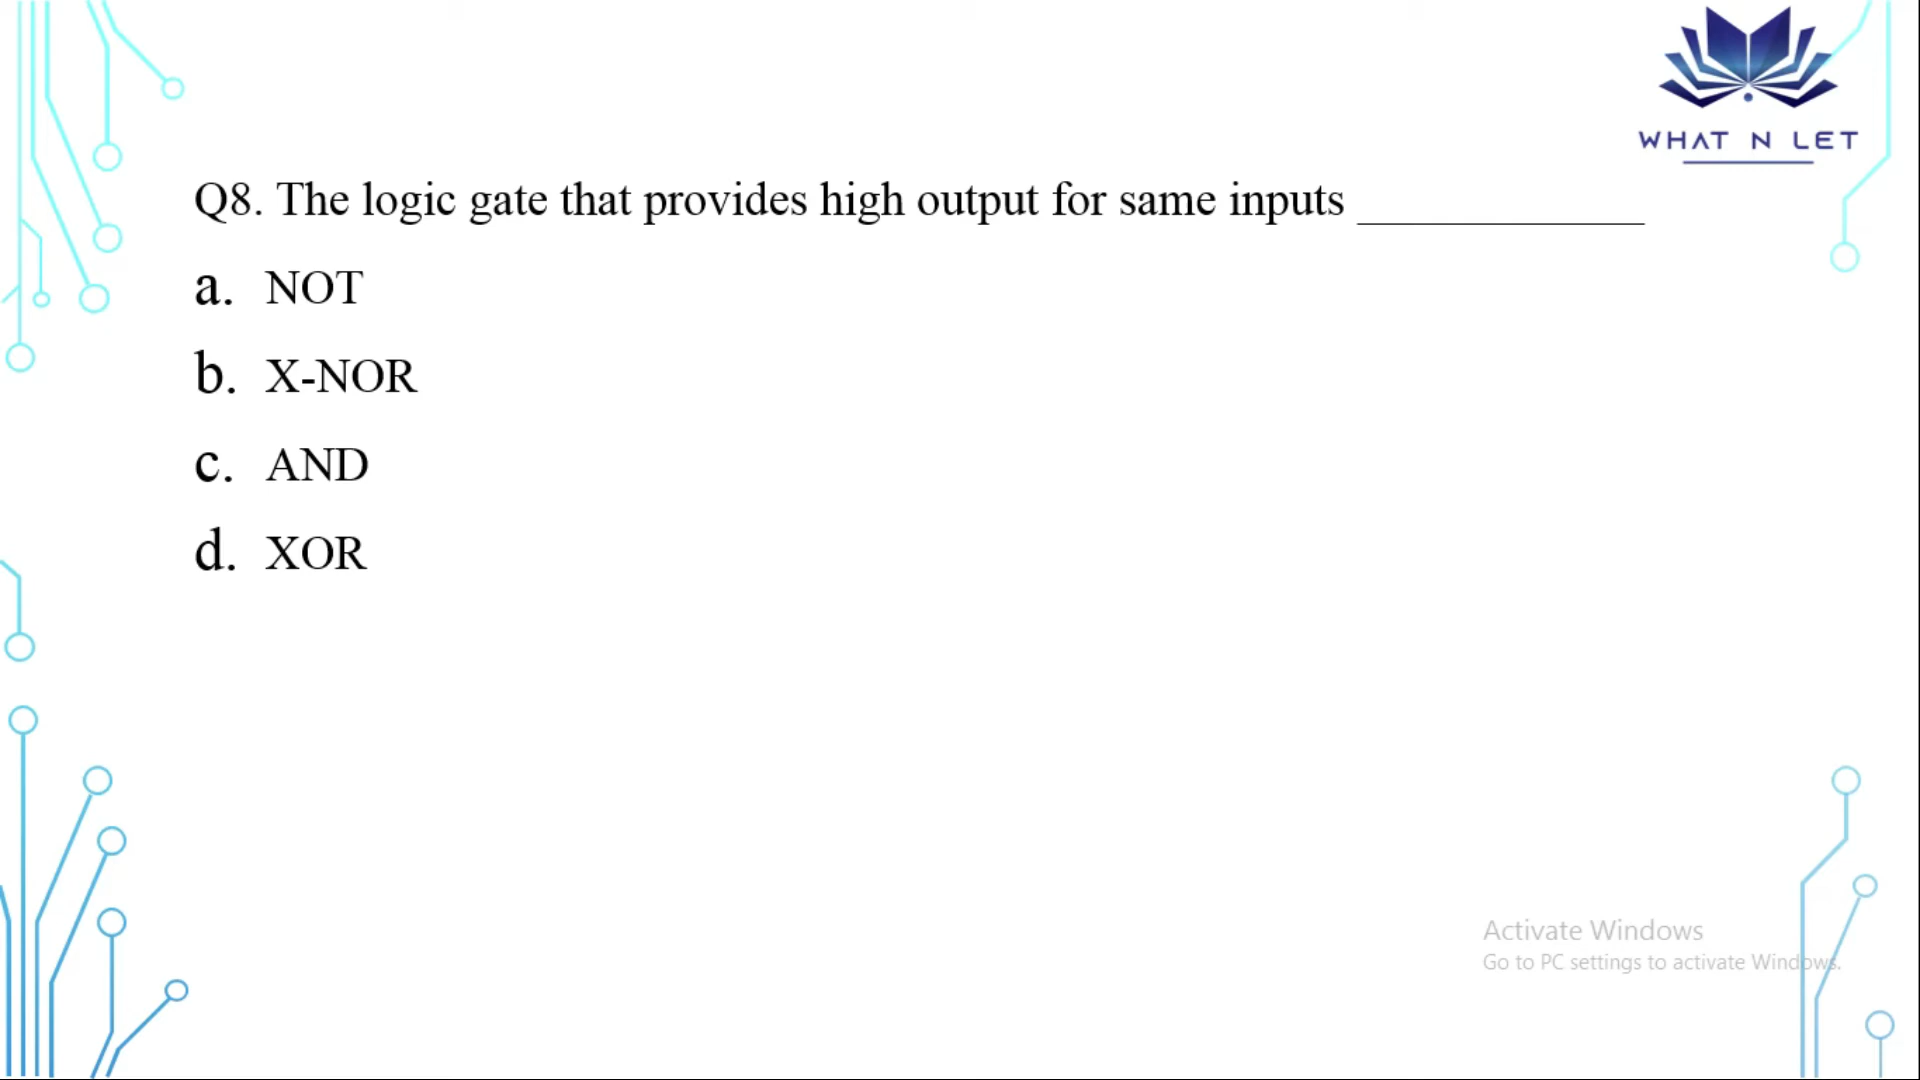 WHAT N LET
Q8. The logic gate that provides high output for same inputs ____________
a. NOT
b. X-NOR
c. AND
d. XOR
Activate Windows
Go to PC settings to activate Windows.